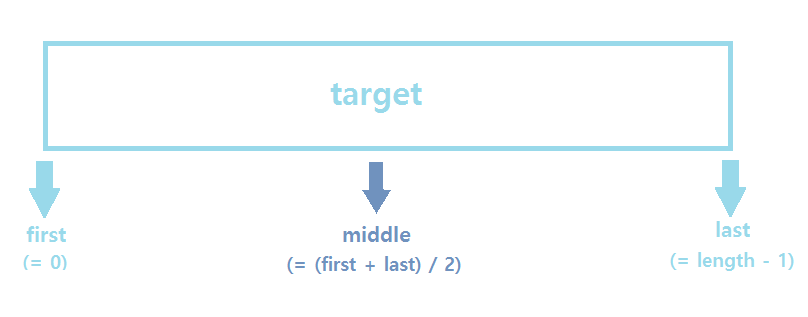 target
first
(= 0)
middle
(= (first + last) / 2)
last
(= length - 1)